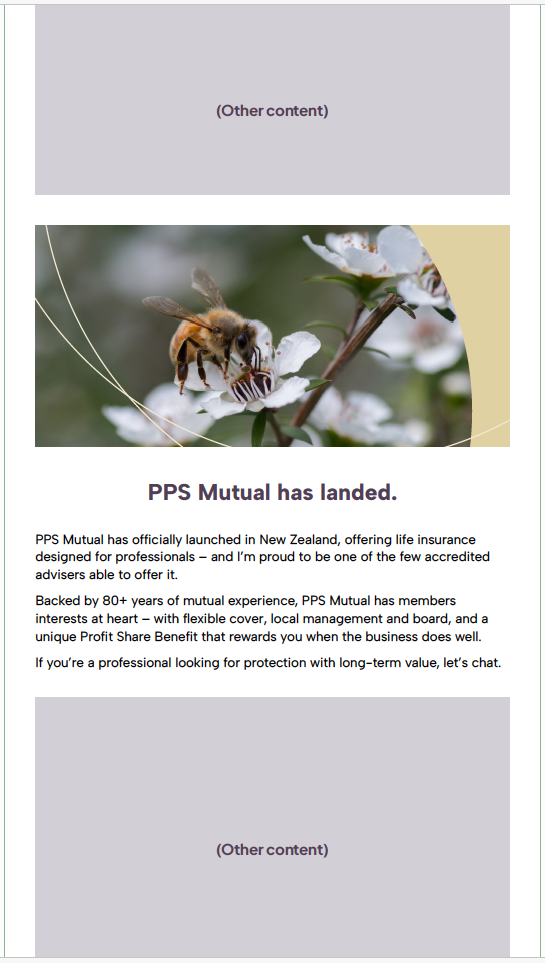 (Other content)
PPS Mutual has landed.
PPS Mutual has officially launched in New Zealand, offering life insurance
designed for professionals – and I’m proud to be one of the few accredited
advisers able to offer it.
Backed by 80+ years of mutual experience, PPS Mutual has members
interests at heart – with flexible cover, local management and board, and a
unique Profit Share Benefit that rewards you when the business does well.
If you’re a professional looking for protection with long-term value, let’s chat.
(Other content)